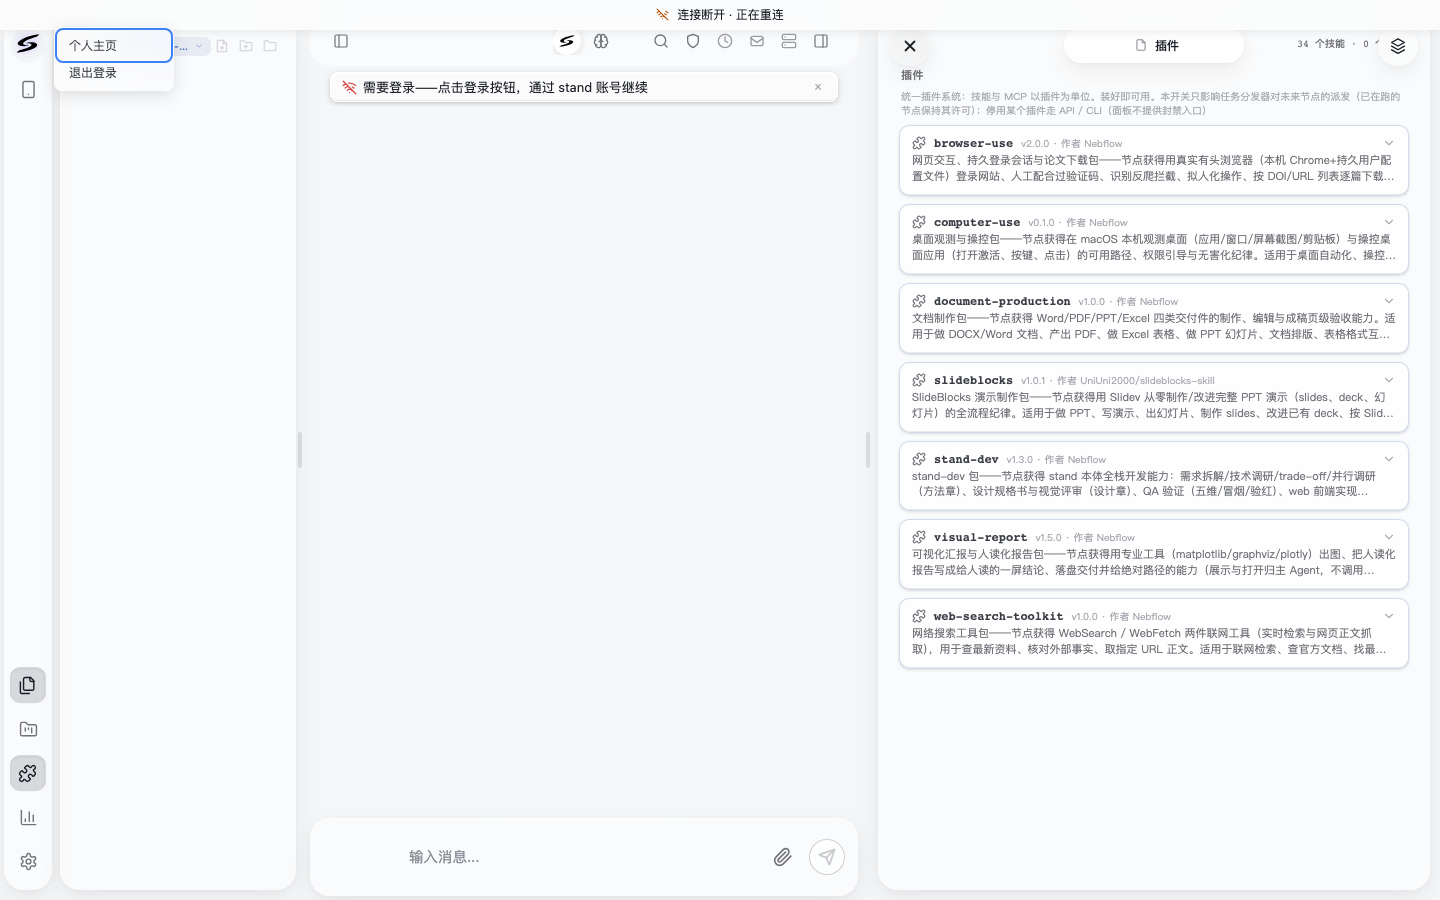 连接断开 · 正在重连
个人主页
退出登录
需要登录——点击登录按钮，通过 stand 账号继续
输入消息...
插件
34 个技能 · 0
插件
统一插件系统：技能与 MCP 以插件为单位。装好即可用。本开关只影响任务分发器对未来节点的派发（已在跑的
节点保持其许可）；停用某个插件走 API / CLI（面板不提供封禁入口）
browser-use v2.0.0 · 作者 Nebflow
网页交互、持久登录会话与论文下载包——节点获得用真实有头浏览器（本机 Chrome+持久用户配
置文件）登录网站、人工配合过验证码、识别反爬拦截、拟人化操作、按 DOI/URL 列表逐篇下载...
computer-use v0.1.0 · 作者 Nebflow
桌面观测与操控包——节点获得在 macOS 本机观测桌面（应用/窗口/屏幕截图/剪贴板）与操控桌
面应用（打开激活、按键、点击）的可用路径、权限引导与无害化纪律。适用于桌面自动化、操控...
document-production v1.0.0 · 作者 Nebflow
文档制作包——节点获得 Word/PDF/PPT/Excel 四类交付件的制作、编辑与成稿页级验收能力。适
用于做 DOCX/Word 文档、产出 PDF、做 Excel 表格、做 PPT 幻灯片、文档排版、表格格式互...
slideblocks v1.0.1 · 作者 UniUni2000/slideblocks-skill
SlideBlocks 演示制作包——节点获得用 Slidev 从零制作/改进完整 PPT 演示（slides、deck、幻
灯片）的全流程纪律。适用于做 PPT、写演示、出幻灯片、制作 slides、改进已有 deck、按 Slid...
stand-dev v1.3.0 · 作者 Nebflow
stand-dev 包——节点获得 stand 本体全栈开发能力：需求拆解/技术调研/trade-off/并行调研
（方法章）、设计规格书与视觉评审（设计章）、QA 验证（五维/冒烟/验红）、web 前端实现...
visual-report v1.5.0 · 作者 Nebflow
可视化汇报与人读化报告包——节点获得用专业工具（matplotlib/graphviz/plotly）出图、把人读化
报告写成给人读的一屏结论、落盘交付并给绝对路径的能力（展示与打开归主 Agent，不调用...
web-search-toolkit v1.0.0 · 作者 Nebflow
网络搜索工具包——节点获得 WebSearch / WebFetch 两件联网工具（实时检索与网页正文抓
取），用于查最新资料、核对外部事实、取指定 URL 正文。适用于联网检索、查官方文档、找最...